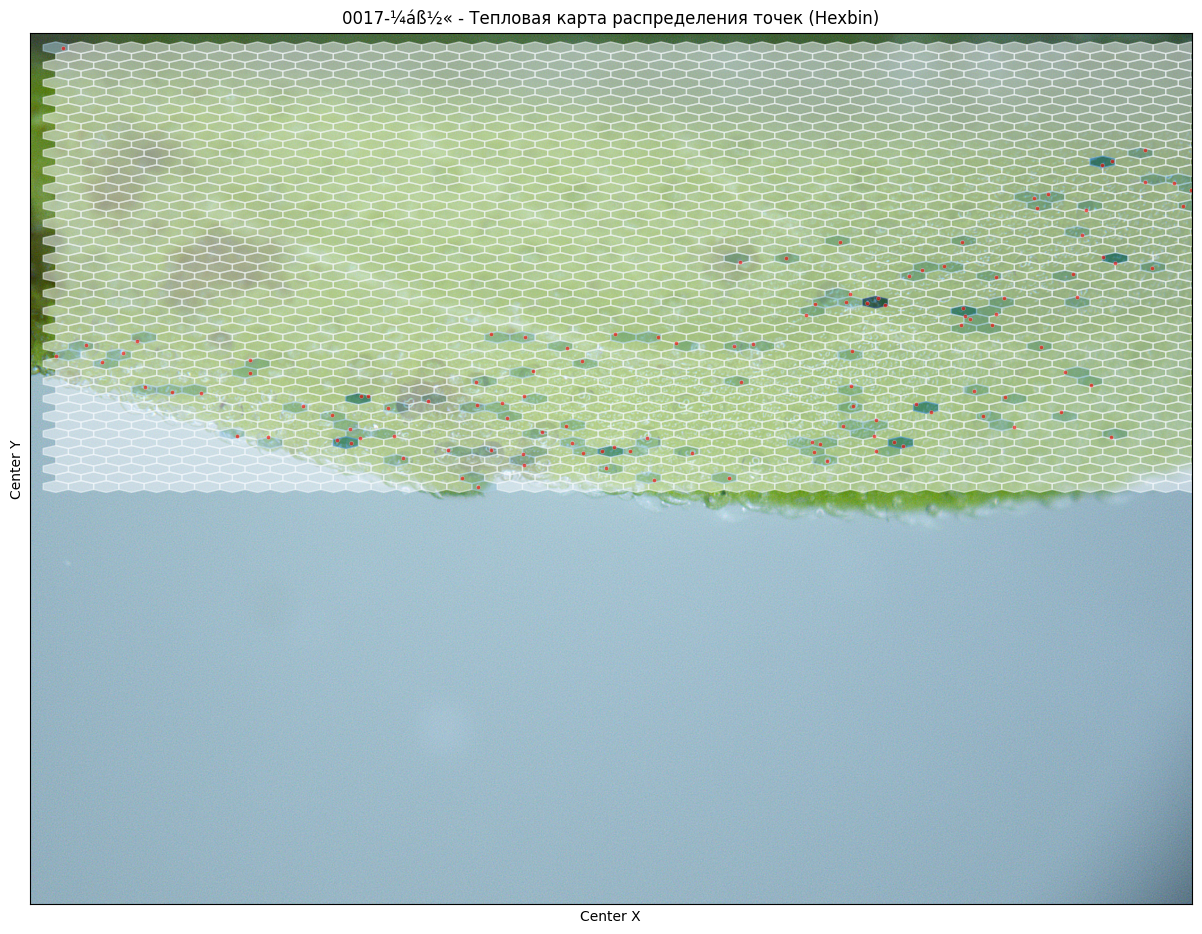 0017-¼áß½« - Тепловая карта распределения точек (Hexbin)
Center Y
Center X